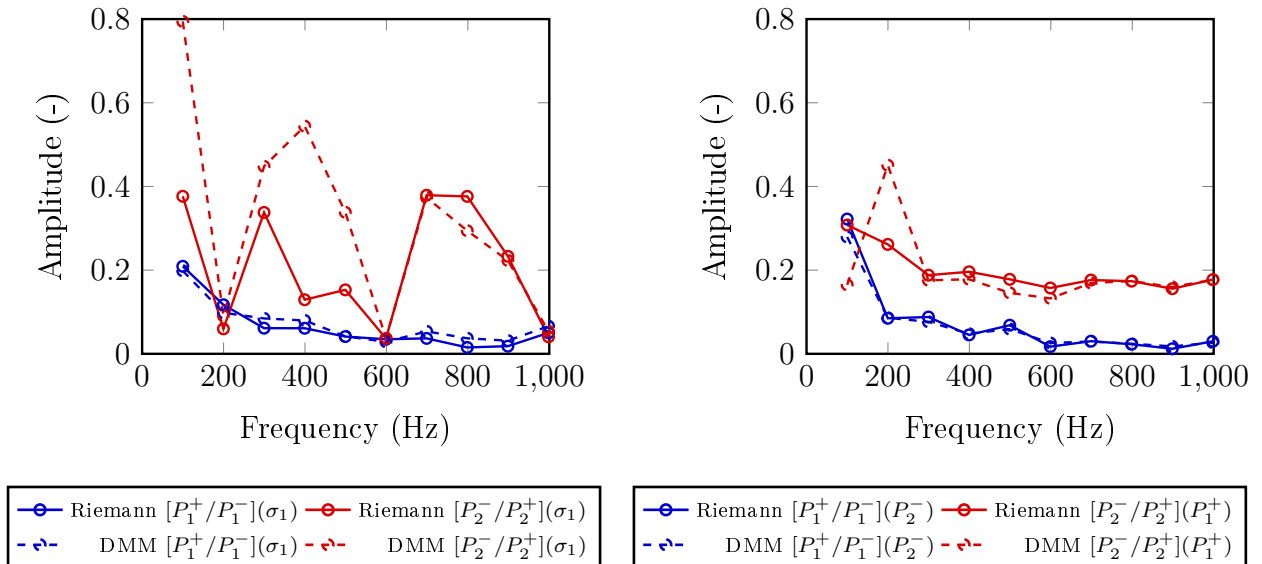 0.8
0.6
0.4
0.2
0
0 200 400 600 800 1,000
Amplitude (-)
Frequency (Hz)
Riemann [P₁⁺/P₁⁻](σ₁) Riemann [P₂⁻/P₂⁺](σ₁)
DMM [P₁⁺/P₁⁻](σ₁) DMM [P₂⁻/P₂⁺](σ₁)
0.8
0.6
0.4
0.2
0
0 200 400 600 800 1,000
Amplitude (-)
Frequency (Hz)
Riemann [P₁⁺/P₁⁻](P₂⁻) Riemann [P₂⁻/P₂⁺](P₁⁺)
DMM [P₁⁺/P₁⁻](P₂⁻) DMM [P₂⁻/P₂⁺](P₁⁺)